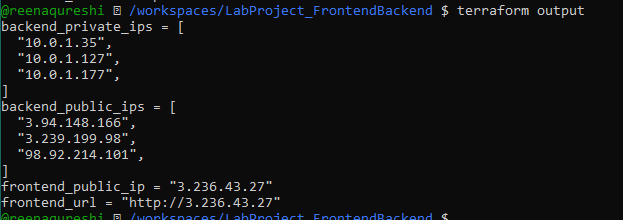 @reenaqureshi /workspaces/LabProject_FrontendBackend $ terraform output
backend_private_ips = [
  "10.0.1.35",
  "10.0.1.127",
  "10.0.1.177",
]
backend_public_ips = [
  "3.94.148.166",
  "3.239.199.98",
  "98.92.214.101",
]
frontend_public_ip = "3.236.43.27"
frontend_url = "http://3.236.43.27"
@reenaqureshi /workspaces/LabProject_FrontendBackend $